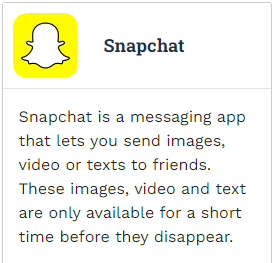 Snapchat
Snapchat is a messaging app
that lets you send images,
video or texts to friends.
These images, video and text
are only available for a short
time before they disappear.